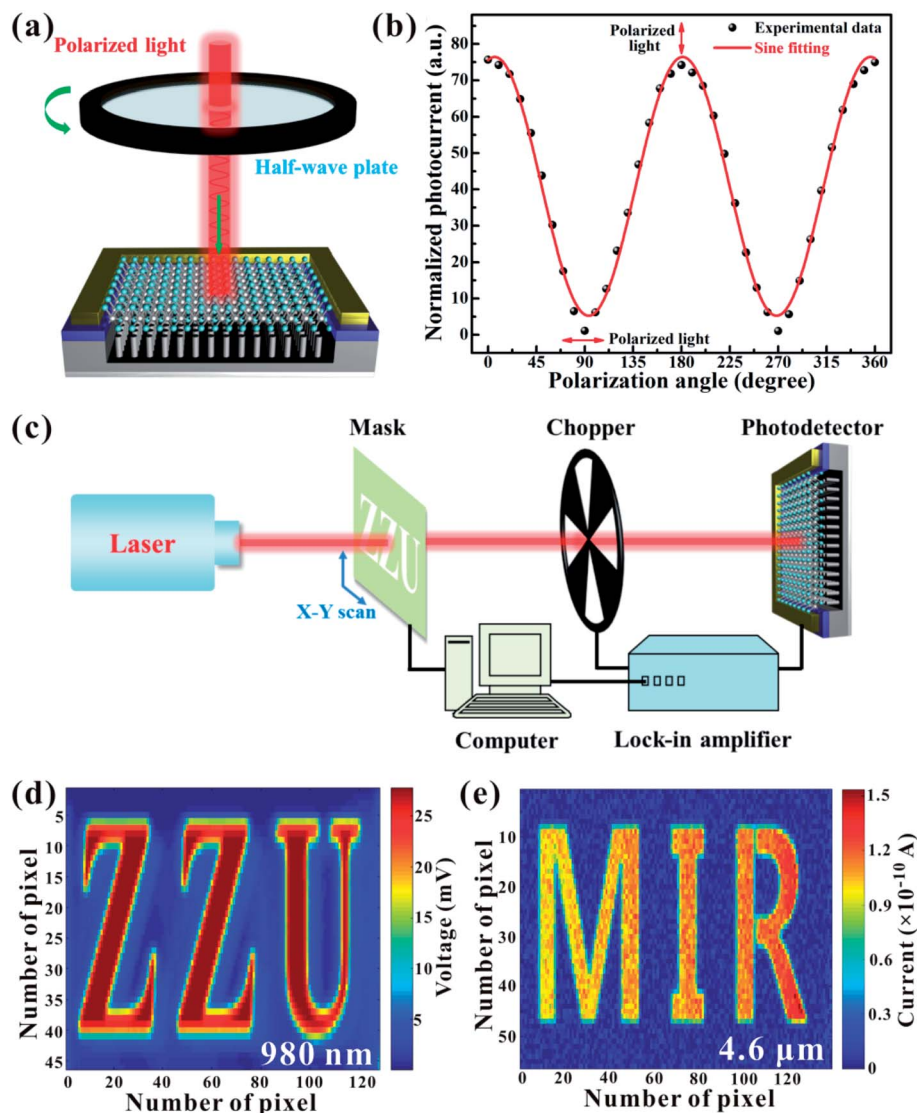 (a)
Polarized light
Half-wave plate
(b)
Normalized photocurrent (a.u.)
80
70
60
50
40
30
20
10
0
Polarized
light
Experimental data
Sine fitting
Polarized light
0 45 90 135 180 225 270 315 360
Polarization angle (degree)
(c)
Mask
Chopper
Photodetector
Laser
ZZU
X-Y scan
Computer
Lock-in amplifier
(d)
Number of pixel
5
10
15
20
25
30
35
40
45
ZZU
980 nm
0 20 40 60 80 100 120
Number of pixel
25
20
15
10
5
Voltage (mV)
(e)
Number of pixel
10
20
30
40
50
MIR
4.6 μm
0 20 40 60 80 100 120
Number of pixel
1.5
1.2
0.9
0.6
0.3
0
Current (×10⁻¹⁰ A)